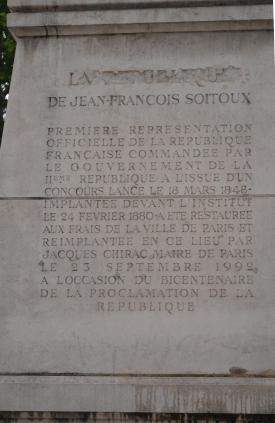 LA REPUBLIQUE
DE JEAN-FRANCOIS SOITOUX
PREMIERE REPRESENTATION
OFFICIELLE DE LA REPUBLIQUE
FRANCAISE COMMANDEE PAR
LE GOUVERNEMENT DE LA
IIEME REPUBLIQUE A L'ISSUE D'UN
CONCOURS LANCE LE 18 MARS 1848-
IMPLANTEE DEVANT L'INSTITUT
LE 24 FEVRIER 1880-A ETE RESTAUREE
AUX FRAIS DE LA VILLE DE PARIS ET
REIMPLANTEE EN CE LIEU PAR
JACQUES CHIRAC MAIRE DE PARIS
LE 23 SEPTEMBRE 1992
A L'OCCASION DU BICENTENAIRE
DE LA PROCLAMATION DE LA
REPUBLIQUE